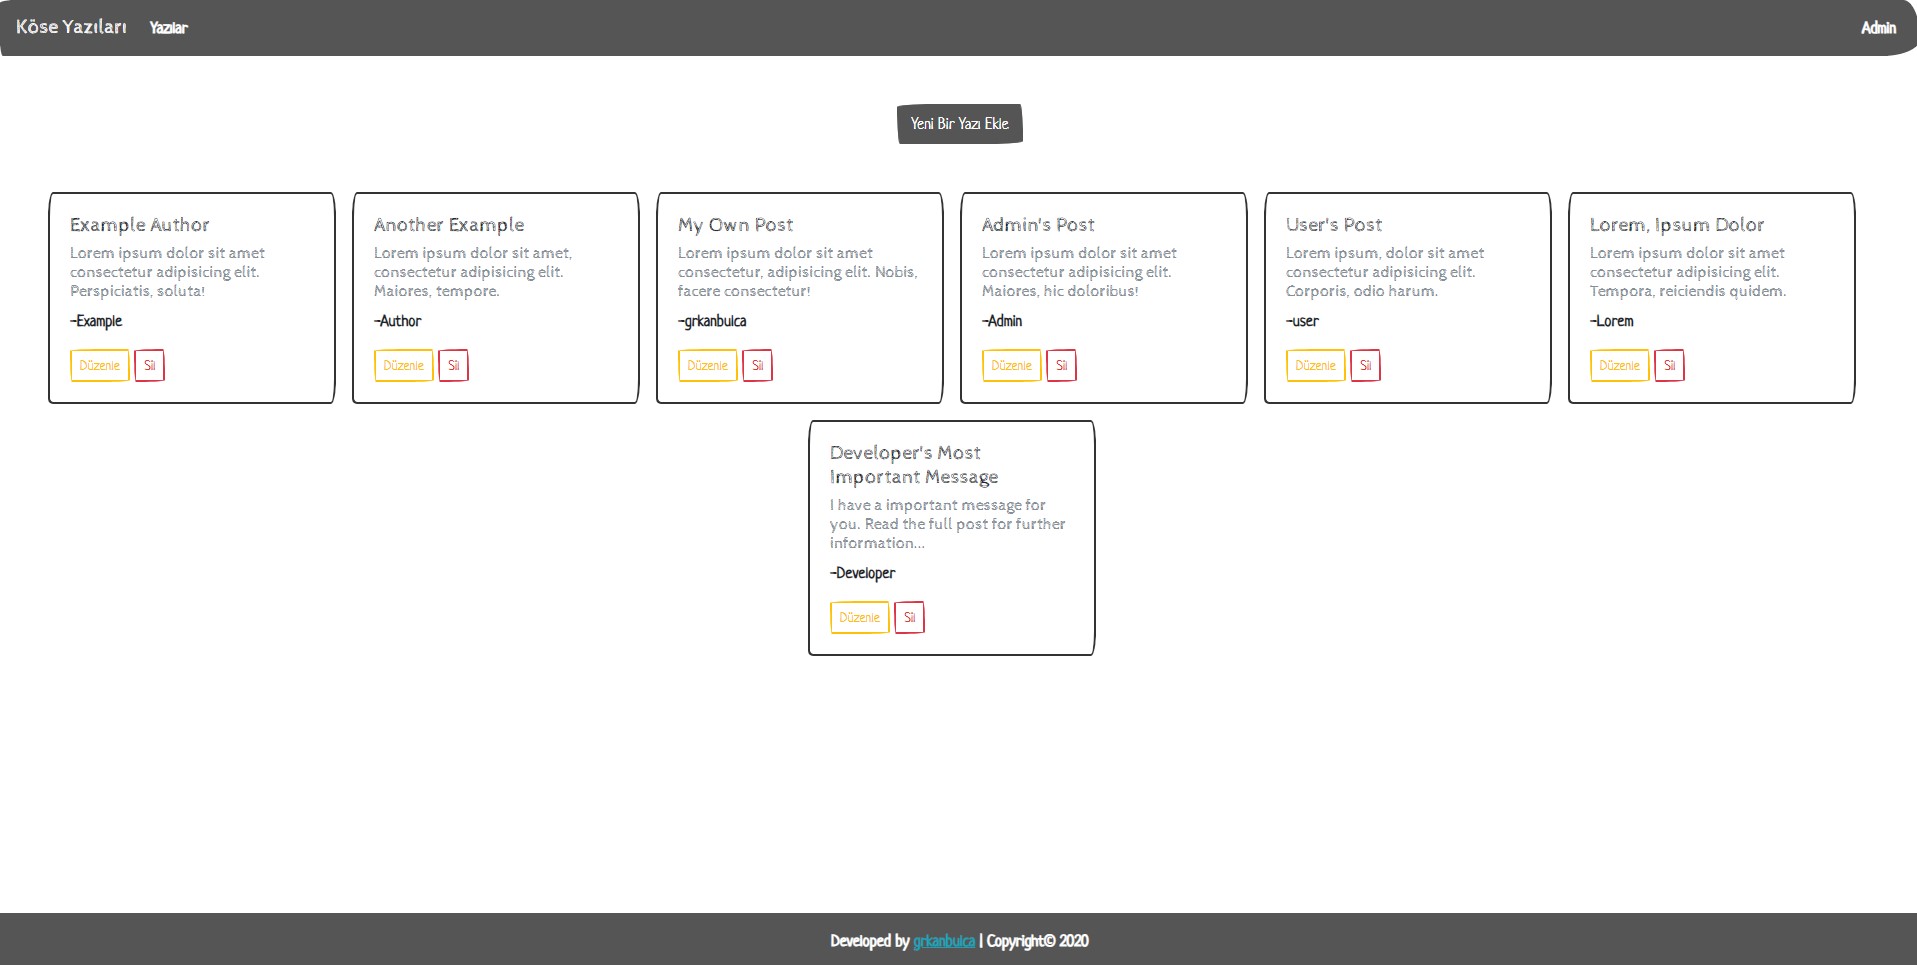 Köse Yazıları Yazılar Admin
Yeni Bir Yazı Ekle
Example Author
Lorem ipsum dolor sit amet
consectetur adipisicing elit.
Perspiciatis, soluta!
~Example
Düzenle Sil
Another Example
Lorem ipsum dolor sit amet,
consectetur adipisicing elit.
Maiores, tempore.
~Author
Düzenle Sil
My Own Post
Lorem ipsum dolor sit amet
consectetur, adipisicing elit. Nobis,
facere consectetur!
~grkanbulca
Düzenle Sil
Admin's Post
Lorem ipsum dolor sit amet
consectetur adipisicing elit.
Maiores, hic doloribus!
~Admin
Düzenle Sil
User's Post
Lorem ipsum, dolor sit amet
consectetur adipisicing elit.
Corporis, odio harum.
~user
Düzenle Sil
Lorem, Ipsum Dolor
Lorem ipsum dolor sit amet
consectetur adipisicing elit.
Tempora, reiciendis quidem.
~Lorem
Düzenle Sil
Developer's Most
Important Message
I have a important message for
you. Read the full post for further
information...
~Developer
Düzenle Sil
Developed by grkanbulca | Copyright© 2020